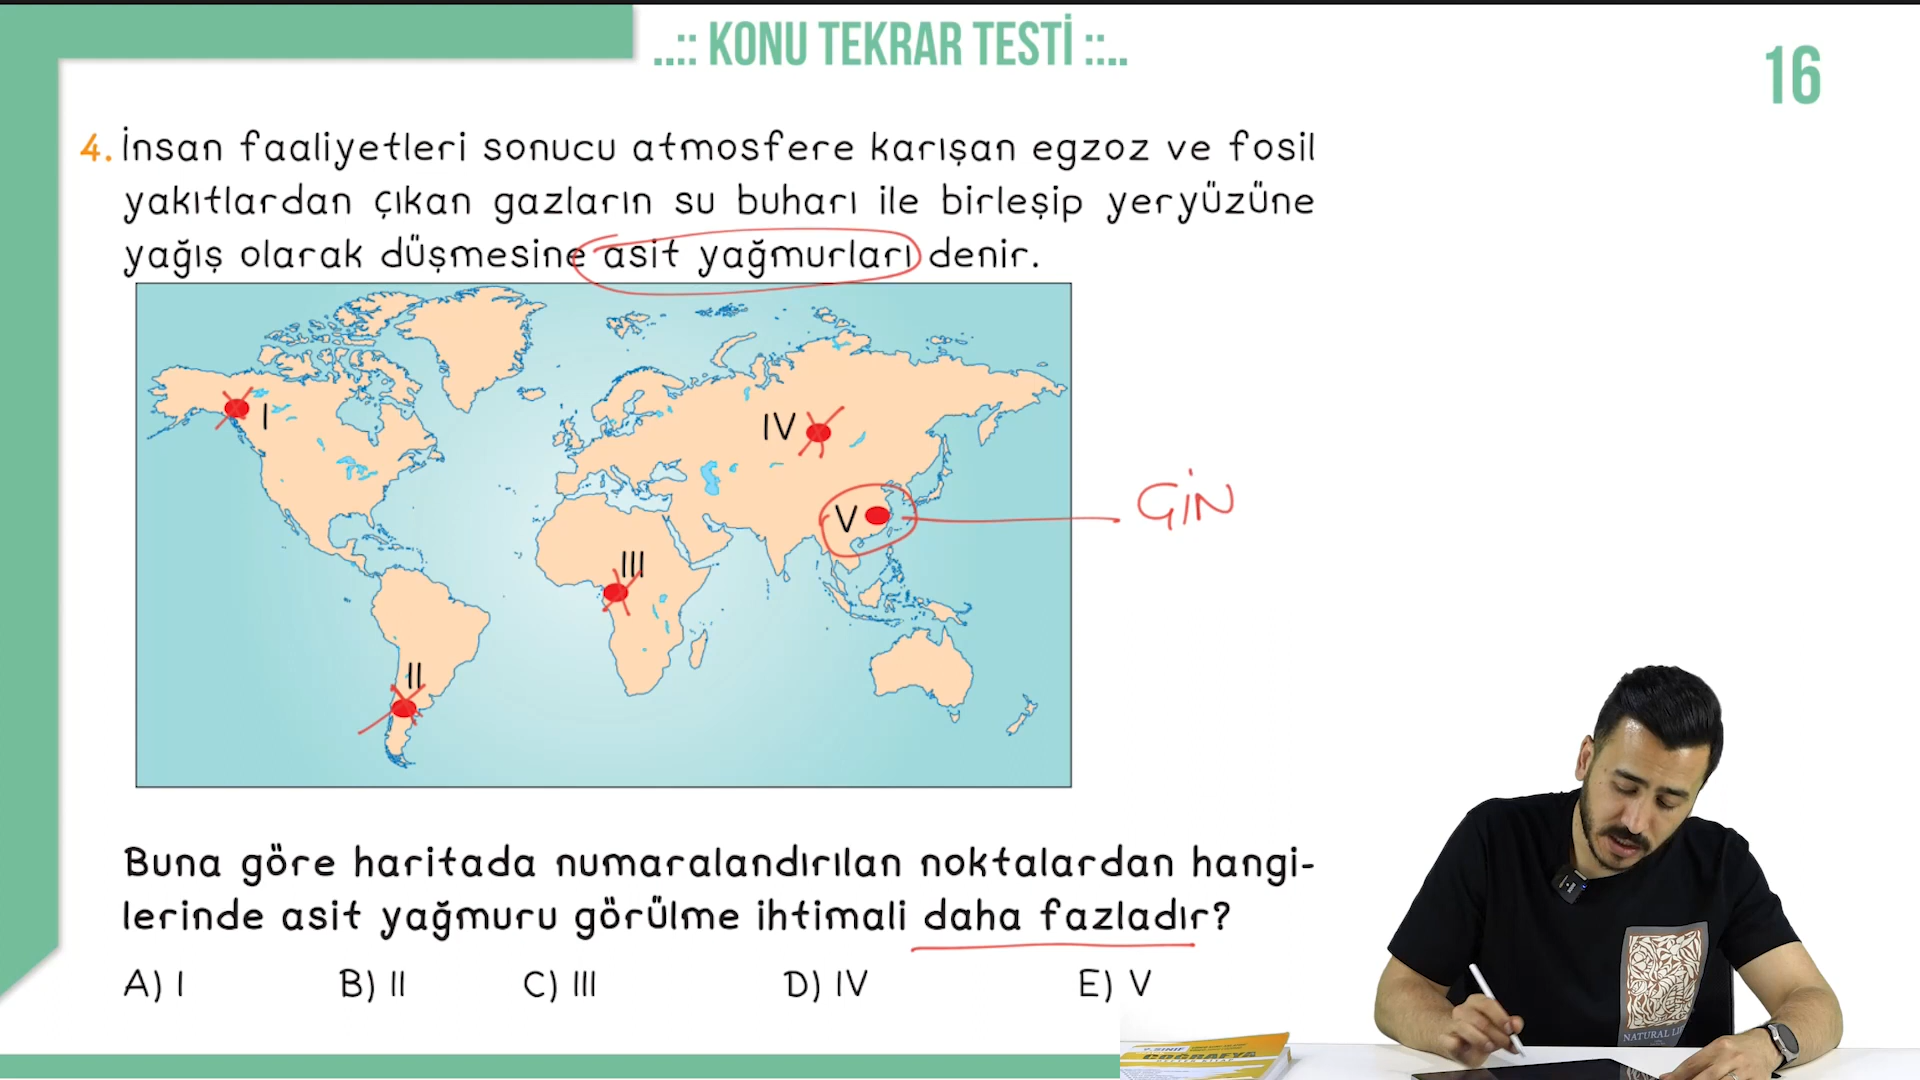 ..:: KONU TEKRAR TESTİ ::..
16
4. İnsan faaliyetleri sonucu atmosfere karışan egzoz ve fosil
yakıtlardan çıkan gazların su buharı ile birleşip yeryüzüne
yağış olarak düşmesine asit yağmurları denir.
I
IV
V
ÇİN
III
II
Buna göre haritada numaralandırılan noktalardan hangi-
lerinde asit yağmuru görülme ihtimali daha fazladır?
A) I B) II C) III D) IV E) V
NATURAL
COĞRAFYA